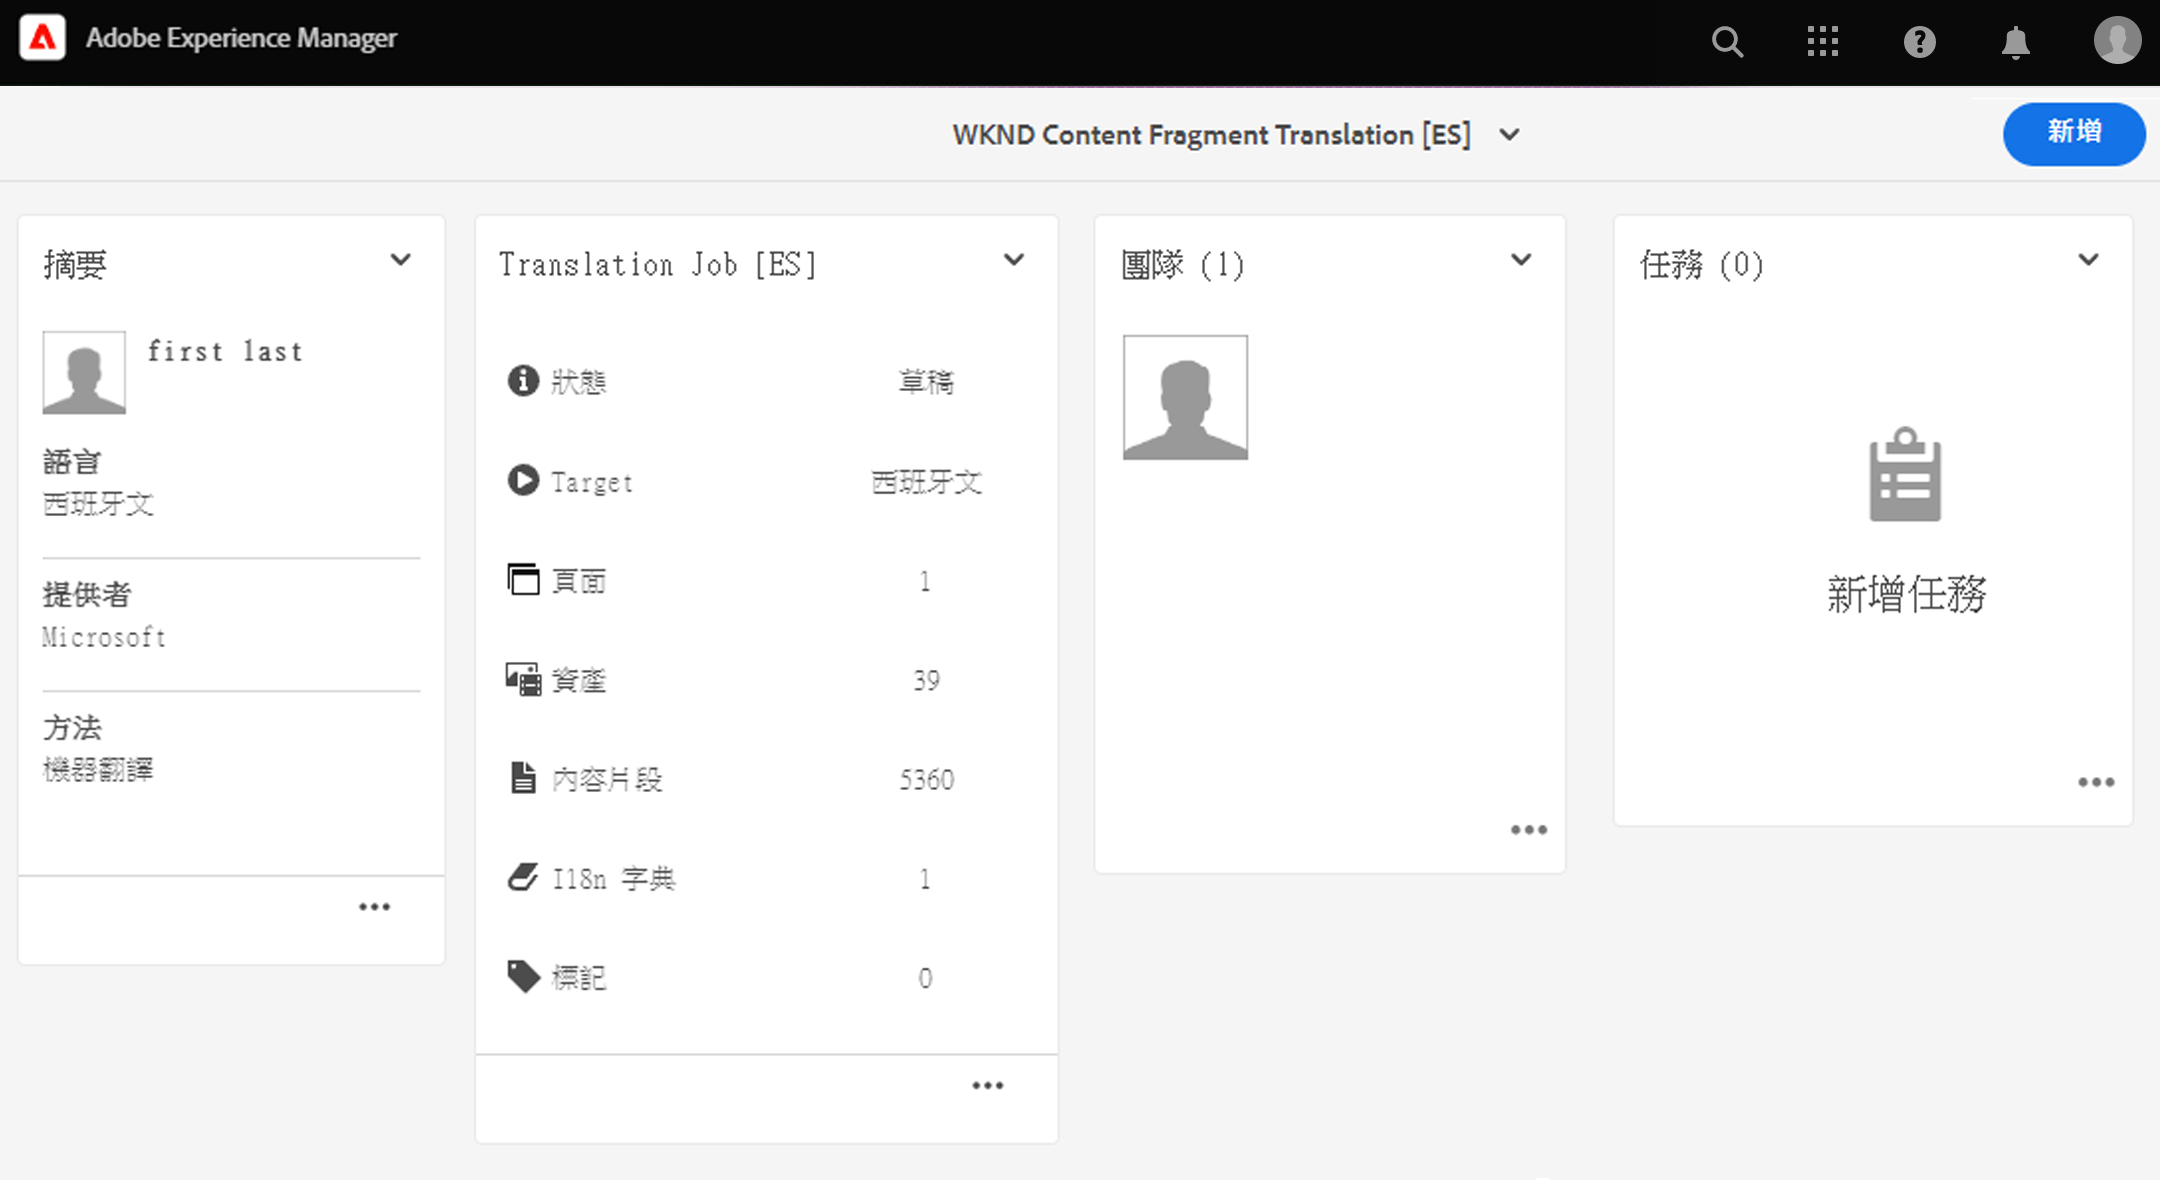 Adobe Experience Manager
WKND Content Fragment Translation [ES]
新增
摘要
first last
語言
西班牙文
提供者
Microsoft
方法
機器翻譯
Translation Job [ES]
狀態 草稿
Target 西班牙文
頁面 1
資產 39
內容片段 5360
I18n 字典 1
標記 0
團隊 (1)
任務 (0)
新增任務